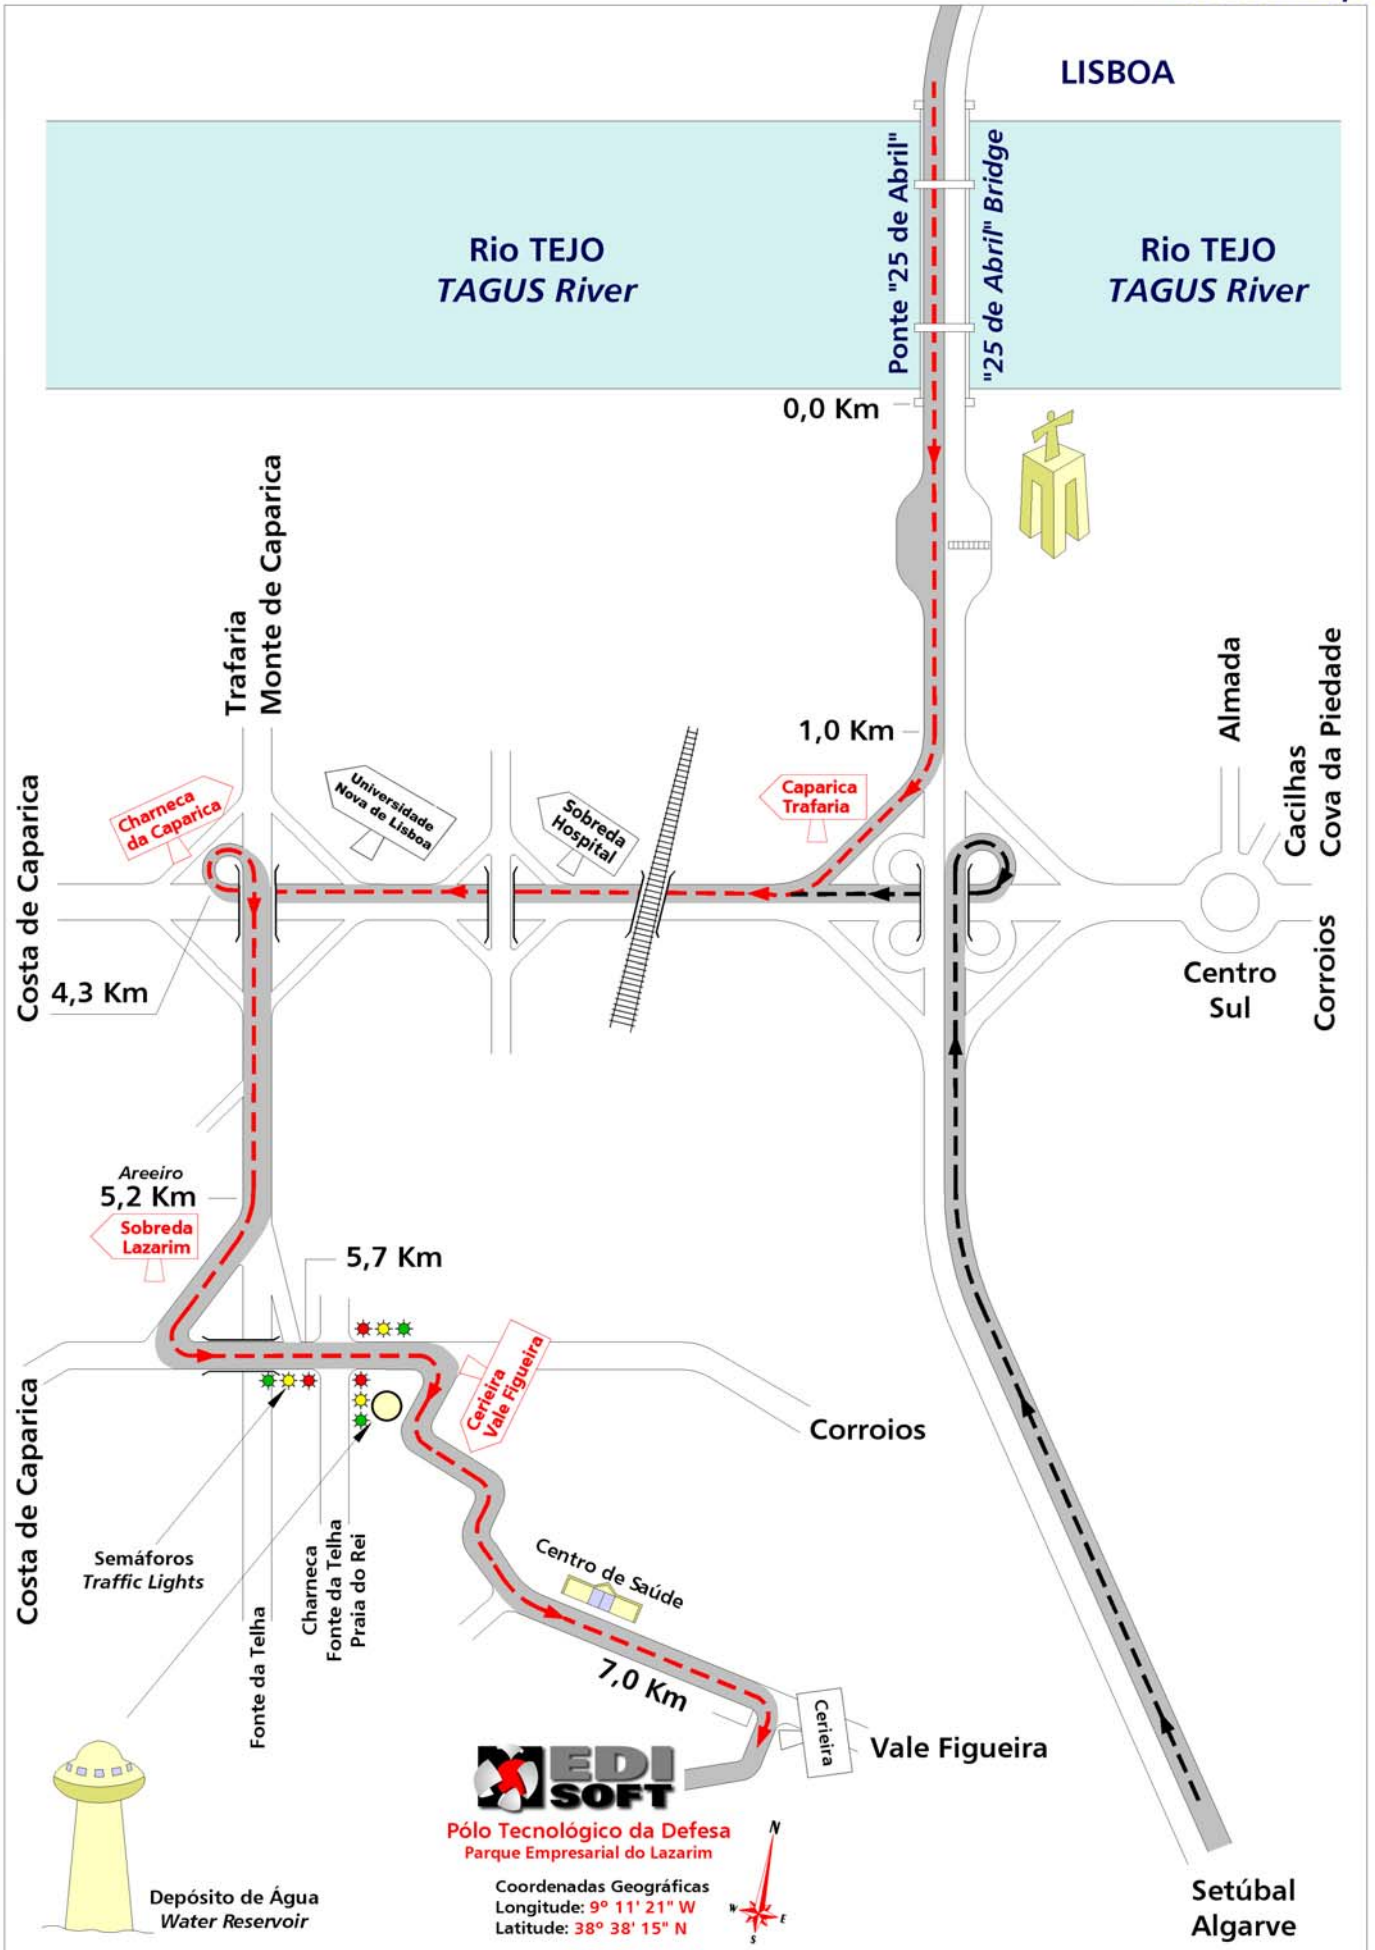 LISBOA
Ponte "25 de Abril"
"25 de Abril" Bridge
Rio TEJO
TAGUS River
Rio TEJO
TAGUS River
0,0 Km
Trafaria
Monte de Caparica
1,0 Km
Almada
Cacilhas
Cova da Piedade
Caparica
Trafaria
Universidade
Nova de Lisboa
Sobreda
Hospital
Charneca
da Caparica
Costa de Caparica
4,3 Km
Centro
Sul
Corroios
Areeiro
5,2 Km
Sobreda
Lazarim
5,7 Km
Cerieira
Vale Figueira
Corroios
Costa de Caparica
Semáforos
Traffic Lights
Fonte da Telha
Charneca
Fonte da Telha
Praia do Rei
Centro de Saúde
7,0 Km
Cerieira
Vale Figueira
EDI
SOFT
Pólo Tecnológico da Defesa
Parque Empresarial do Lazarim
Coordenadas Geográficas
Longitude: 9º 11' 21" W
Latitude: 38º 38' 15" N
N
W
E
S
Depósito de Água
Water Reservoir
Setúbal
Algarve